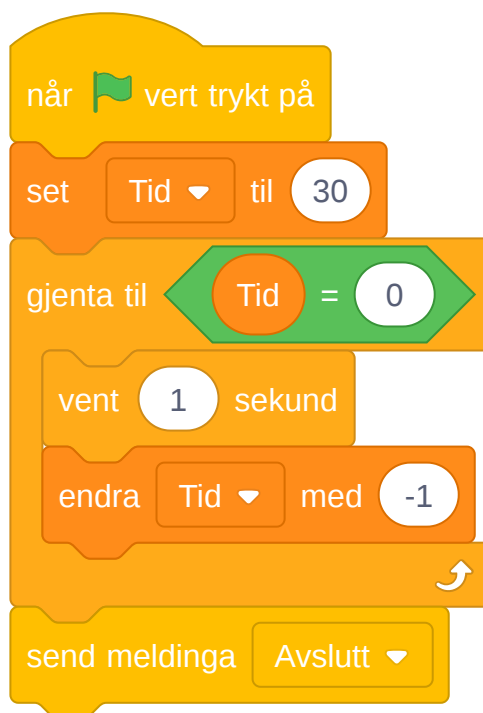 når vert trykt på
set Tid til 30
gjenta til Tid = 0
vent 1 sekund
endra Tid med -1
send meldinga Avslutt